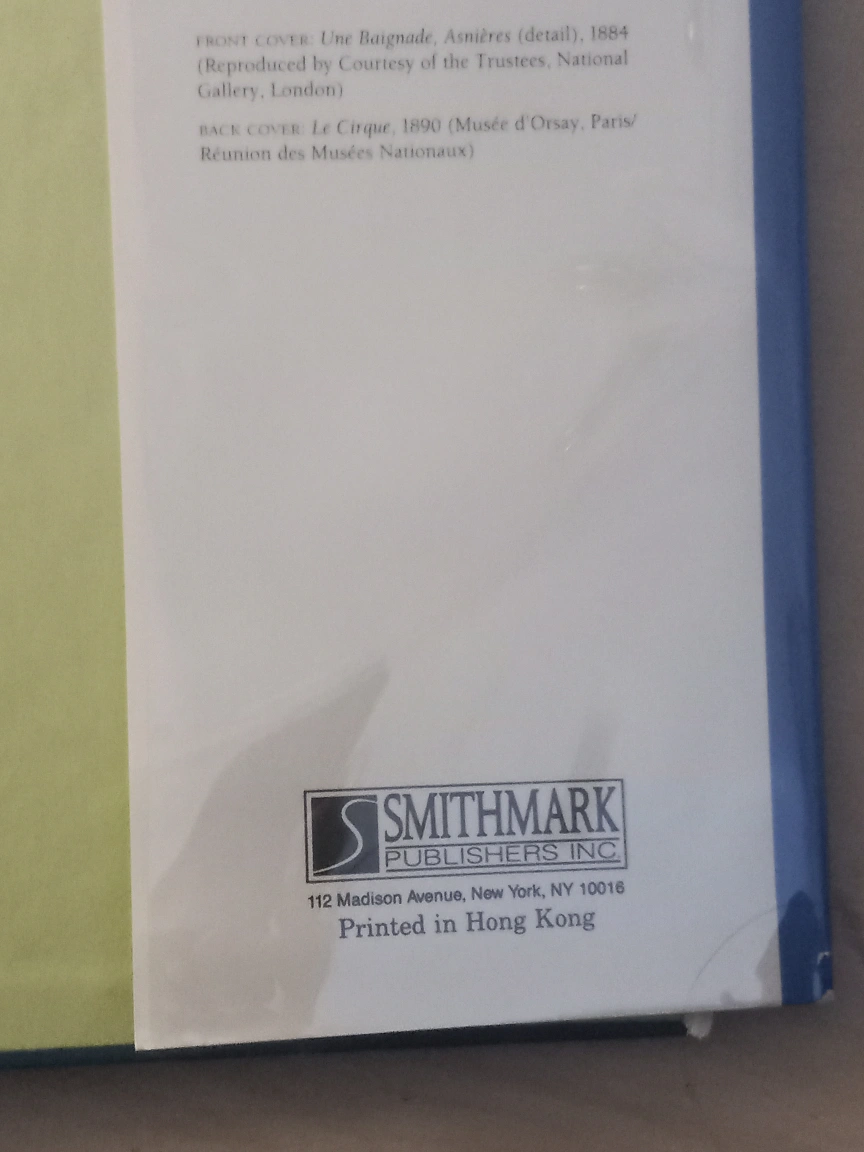 FRONT COVER: Une Baignade, Asnières (detail), 1884
(Reproduced by Courtesy of the Trustees, National
Gallery, London)
BACK COVER: Le Cirque, 1890 (Musée d'Orsay, Paris/
Réunion des Musées Nationaux)
SMITHMARK
PUBLISHERS INC.
112 Madison Avenue, New York, NY 10016
Printed in Hong Kong